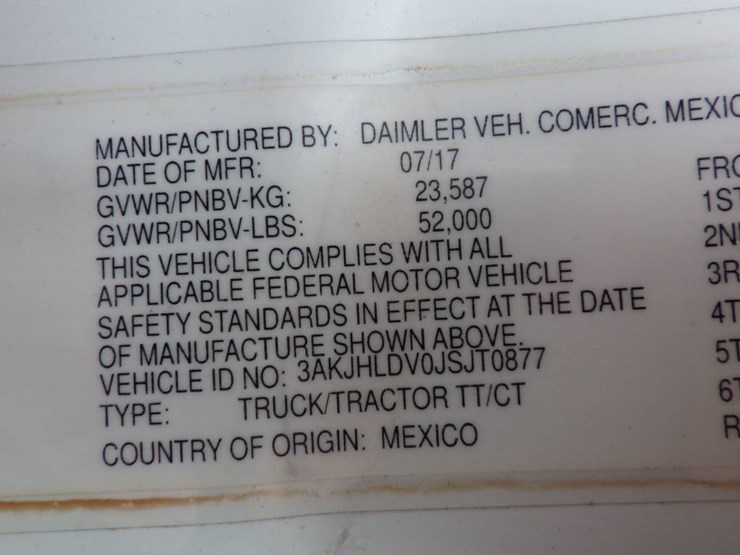 MANUFACTURED BY: DAIMLER VEH. COMERC. MEXIC
DATE OF MFR: 07/17
GVWR/PNBV-KG: 23,587
GVWR/PNBV-LBS: 52,000
THIS VEHICLE COMPLIES WITH ALL
APPLICABLE FEDERAL MOTOR VEHICLE
SAFETY STANDARDS IN EFFECT AT THE DATE
OF MANUFACTURE SHOWN ABOVE.
VEHICLE ID NO: 3AKJHLDV0JSJT0877
TYPE: TRUCK/TRACTOR TT/CT
COUNTRY OF ORIGIN: MEXICO
FRO
1ST
2N
3R
4T
5T
6T
R